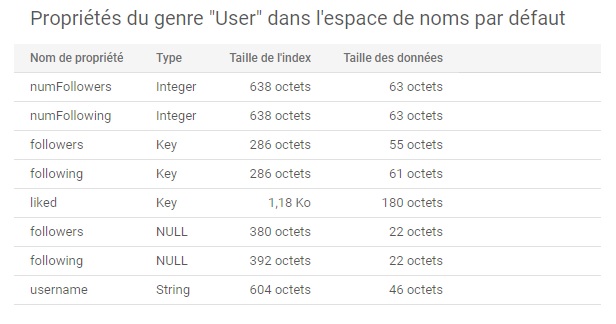 Propriétés du genre "User" dans l'espace de noms par défaut
Nom de propriété Type Taille de l'index Taille des données
numFollowers Integer 638 octets 63 octets
numFollowing Integer 638 octets 63 octets
followers Key 286 octets 55 octets
following Key 286 octets 61 octets
liked Key 1,18 Ko 180 octets
followers NULL 380 octets 22 octets
following NULL 392 octets 22 octets
username String 604 octets 46 octets